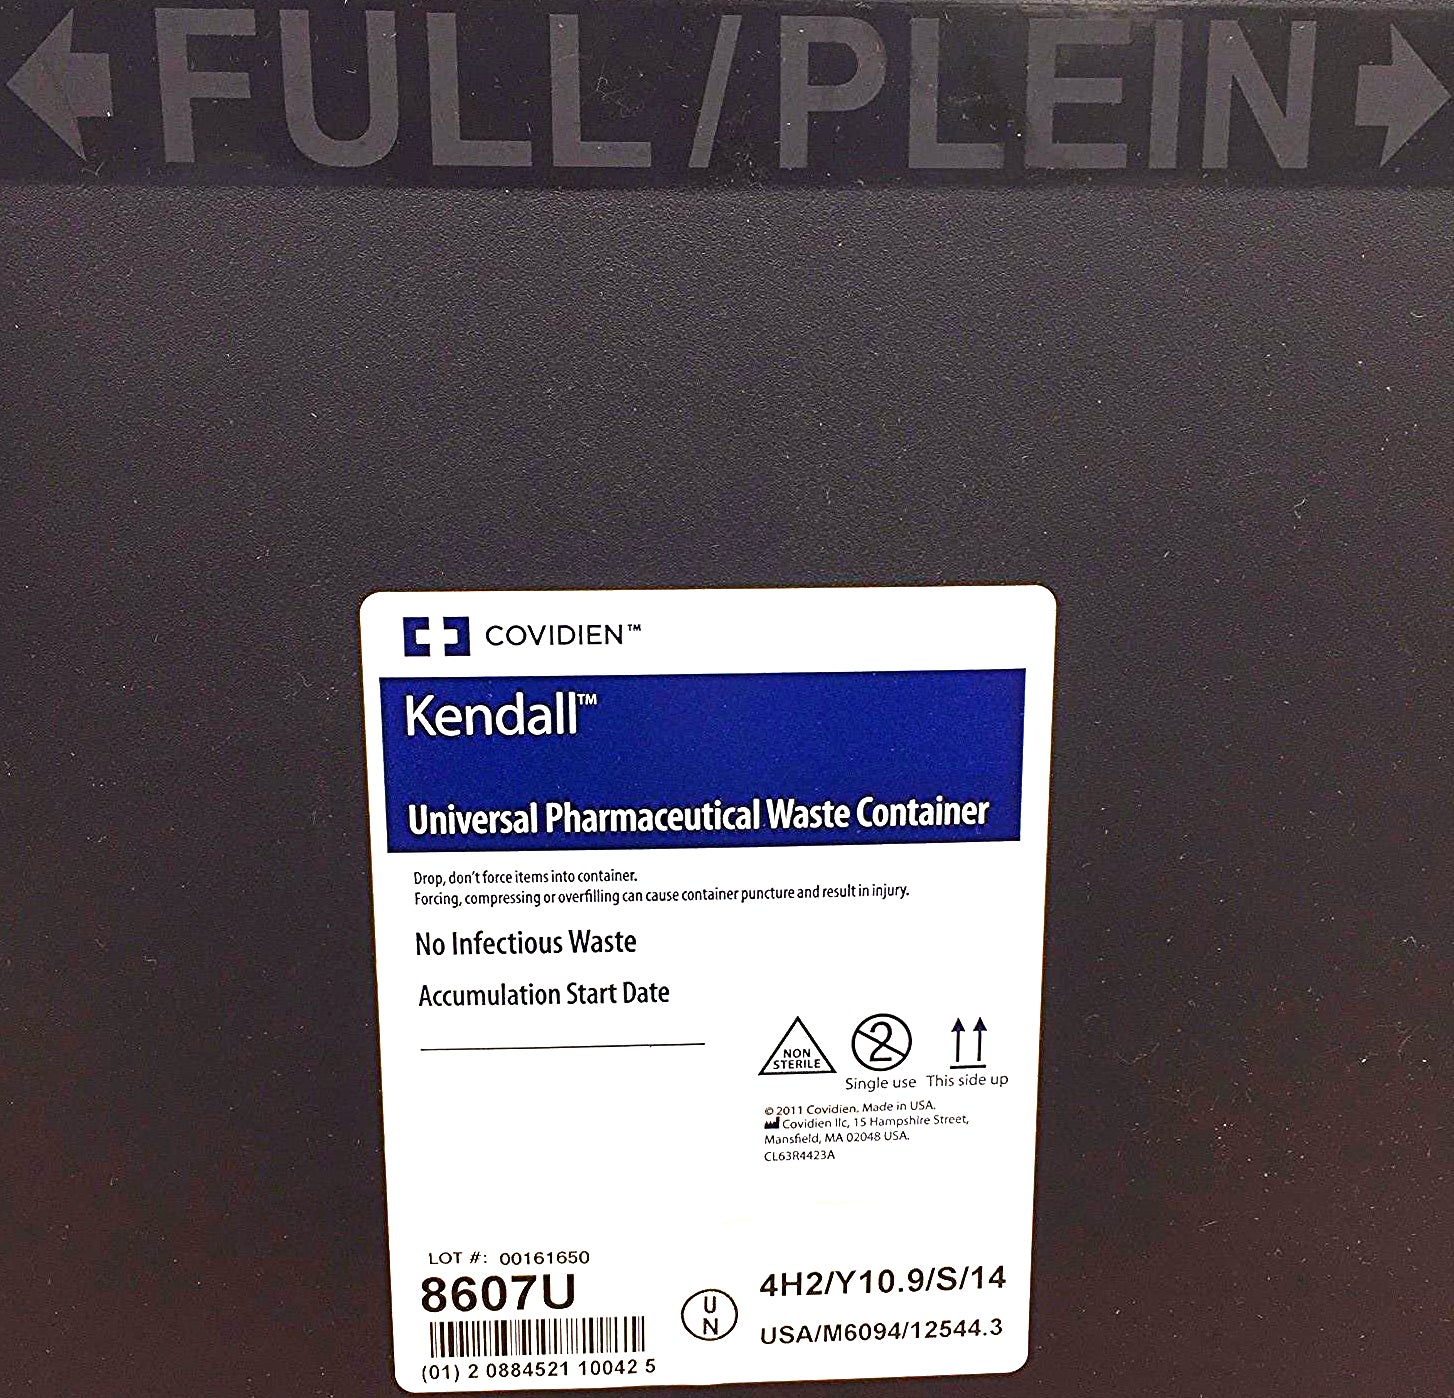 FULL / PLEIN
COVIDIEN™
Kendall™
Universal Pharmaceutical Waste Container
Drop, don't force items into container.
Forcing, compressing or overfilling can cause container puncture and result in injury.
No Infectious Waste
Accumulation Start Date
NON
STERILE
2
Single use
This side up
© 2011 Covidien. Made in USA.
Covidien llc, 15 Hampshire Street,
Mansfield, MA 02048 USA.
CL63R4423A
LOT #: 00161650
8607U
(01) 2 0884521 10042 5
U
N
4H2/Y10.9/S/14
USA/M6094/12544.3